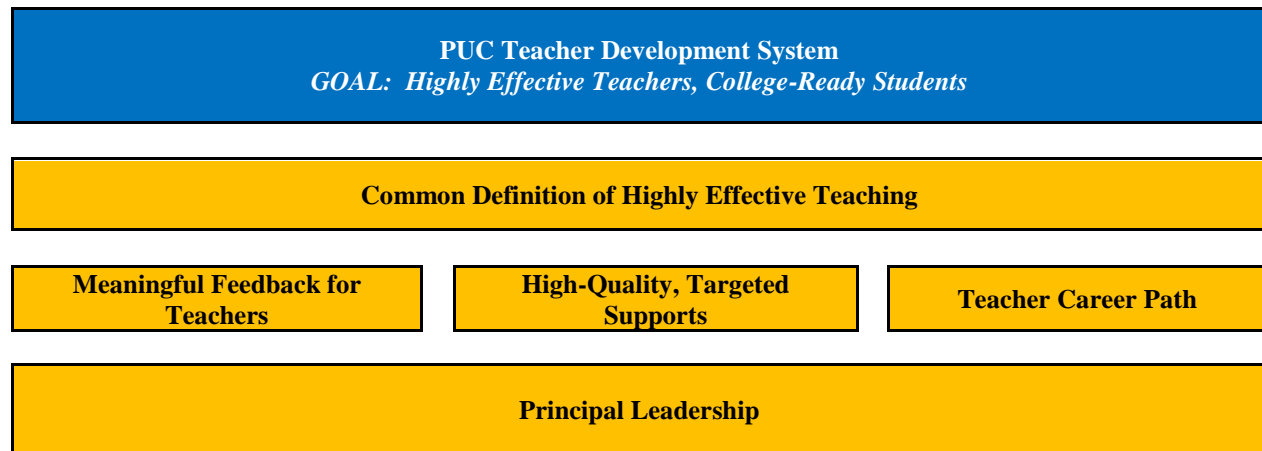 PUC Teacher Development System
GOAL: Highly Effective Teachers, College-Ready Students
Common Definition of Highly Effective Teaching
Meaningful Feedback for
Teachers
High-Quality, Targeted
Supports
Teacher Career Path
Principal Leadership